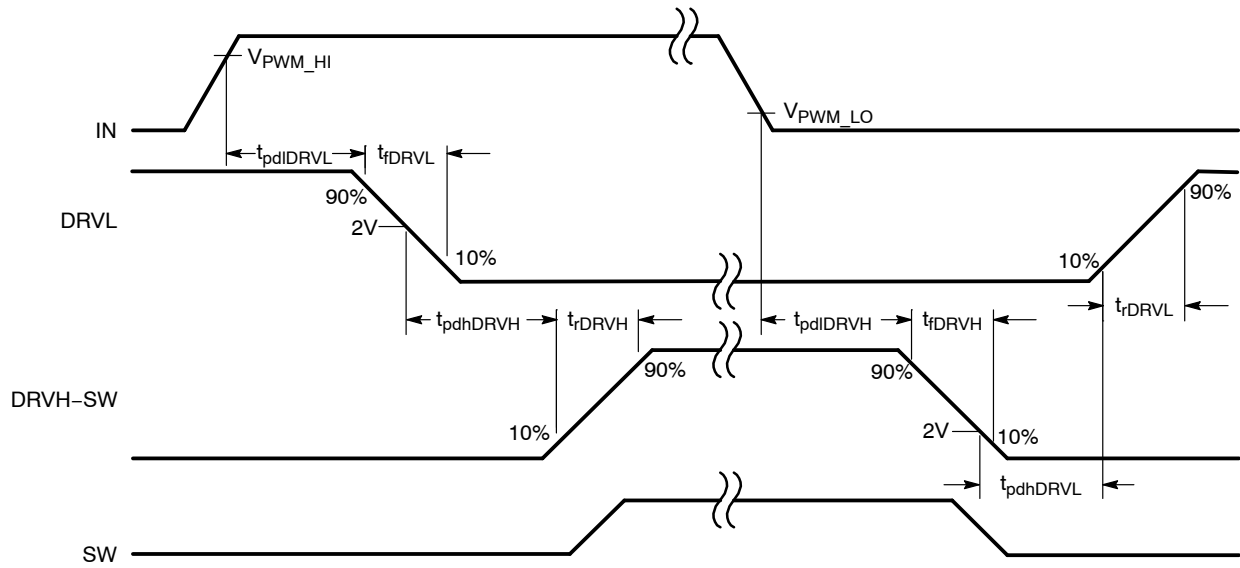 VPWM_HI
IN
VPWM_LO
tpdlDRVL
tfDRVL
90%
90%
DRVL
2V
10%
10%
tpdhDRVH
trDRVH
tpdlDRVH
tfDRVH
trDRVL
90%
90%
DRVH−SW
10%
2V
10%
tpdhDRVL
SW